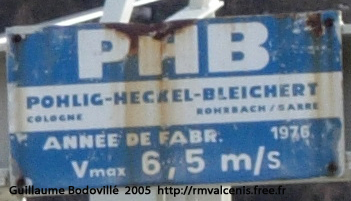 PHB
POHLIG-HECKEL-BLEICHERT
COLOGNE ROHRBACH/SARRE
ANNÉE DE FABR. 1976
Vmax 6,5 m/s
Guillaume Bodovillé 2005 http://rmvalcenis.free.fr